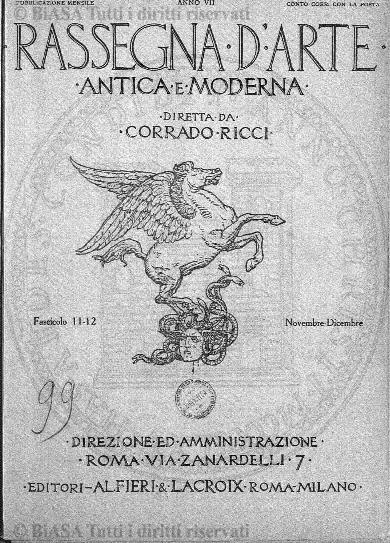 © BiASA Tutti i diritti riservati
PUBBLICAZIONE MENSILE ANNO VII CONTO CORR. CON LA POSTA
RASSEGNA·D'ARTE
·ANTICA·E·MODERNA·
·DIRETTA·DA·
·CORRADO·RICCI·
Fascicolo 11-12 Novembre-Dicembre
99
·DIREZIONE·ED·AMMINISTRAZIONE·
·ROMA·VIA·ZANARDELLI·7·
·EDITORI–ALFIERI·&·LACROIX·ROMA·MILANO·
© BiASA Tutti i diritti riservati